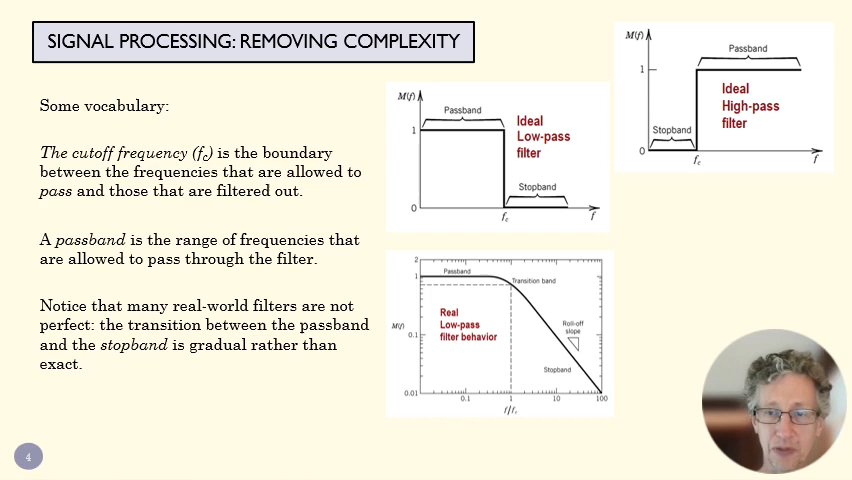 SIGNAL PROCESSING: REMOVING COMPLEXITY
Some vocabulary:
The cutoff frequency (fc) is the boundary
between the frequencies that are allowed to
pass and those that are filtered out.
A passband is the range of frequencies that
are allowed to pass through the filter.
Notice that many real-world filters are not
perfect: the transition between the passband
and the stopband is gradual rather than
exact.
M(f)
Passband
1
Ideal
Low-pass
filter
Stopband
0
fc
f
M(f)
Passband
1
Ideal
High-pass
filter
Stopband
0
fc
f
2
Passband
1
Transition band
Real
Low-pass
filter behavior
M(f)
0.1
Roll-off
slope
Stopband
0.01
0.1
1
10
100
f/fc
4